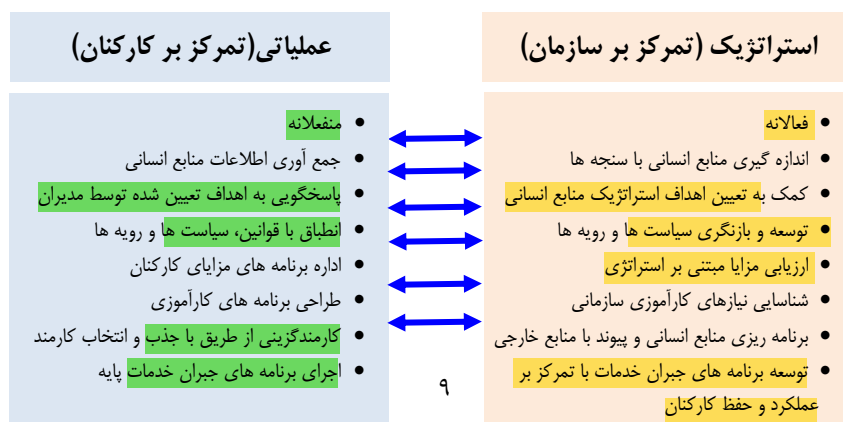 استراتژیک (تمرکز بر سازمان)
• فعالانه
• اندازه گیری منابع انسانی با سنجه ها
• کمک به تعیین اهداف استراتژیک منابع انسانی
• توسعه و بازنگری سیاست ها و رویه ها
• ارزیابی مزایا مبتنی بر استراتژی
• شناسایی نیازهای کارآموزی سازمانی
• برنامه ریزی منابع انسانی و پیوند با منابع خارجی
• توسعه برنامه های جبران خدمات با تمرکز بر
عملکرد و حفظ کارکنان
عملیاتی(تمرکز بر کارکنان)
• منفعلانه
• جمع آوری اطلاعات منابع انسانی
• پاسخگویی به اهداف تعیین شده توسط مدیران
• انطباق با قوانین، سیاست ها و رویه ها
• اداره برنامه های مزایای کارکنان
• طراحی برنامه های کارآموزی
• کارمندگزینی از طریق با جذب و انتخاب کارمند
• اجرای برنامه های جبران خدمات پایه
۹